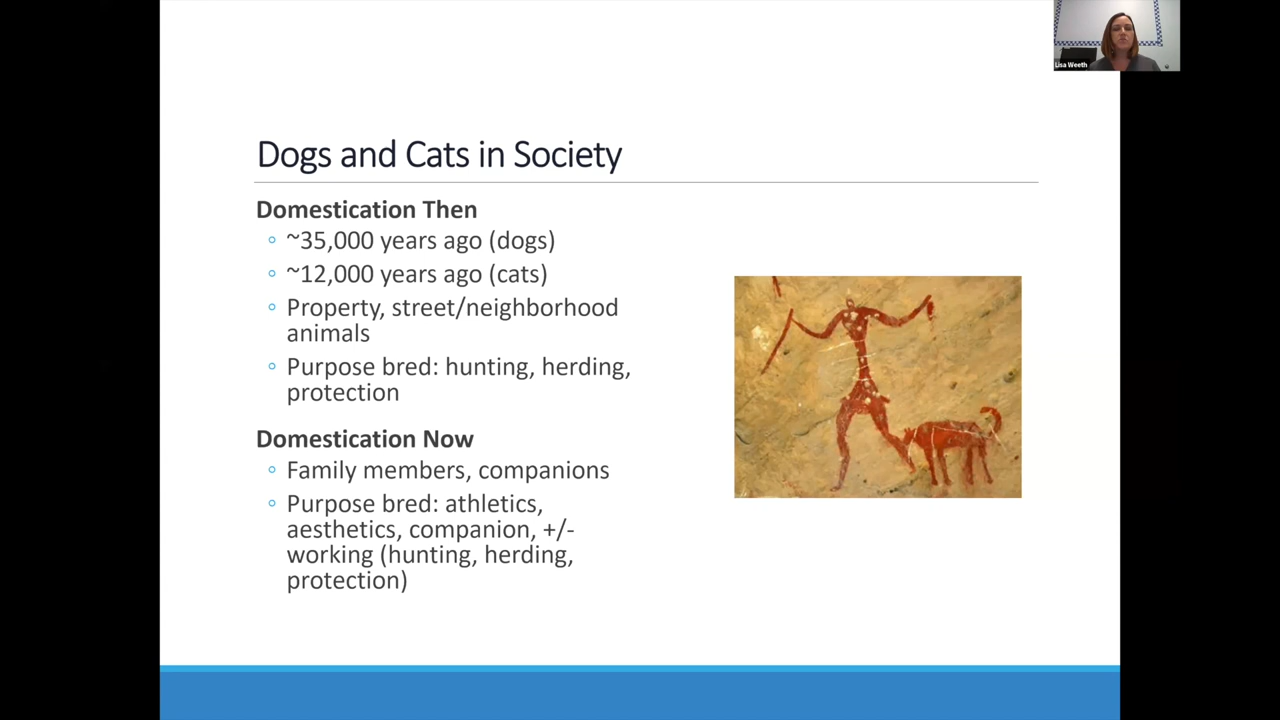 Lisa Weeth
Dogs and Cats in Society
Domestication Then
~35,000 years ago (dogs)
~12,000 years ago (cats)
Property, street/neighborhood
animals
Purpose bred: hunting, herding,
protection
Domestication Now
Family members, companions
Purpose bred: athletics,
aesthetics, companion, +/-
working (hunting, herding,
protection)